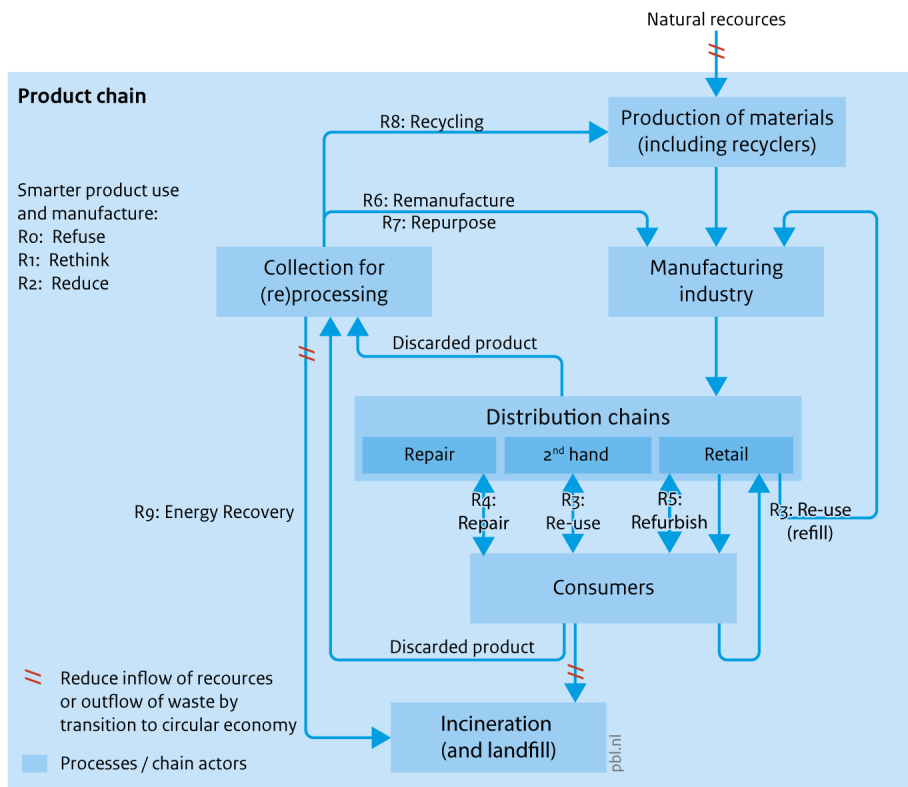 Natural recources
Product chain
Production of materials
(including recyclers)
R8: Recycling
Smarter product use
and manufacture:
R0: Refuse
R1: Rethink
R2: Reduce
R6: Remanufacture
R7: Repurpose
Collection for
(re)processing
Manufacturing
industry
Discarded product
Distribution chains
Repair
2nd hand
Retail
R4:
Repair
R3:
Re-use
R5:
Refurbish
R3: Re-use
(refill)
R9: Energy Recovery
Consumers
Discarded product
Reduce inflow of recources
or outflow of waste by
transition to circular economy
Processes / chain actors
Incineration
(and landfill)
pbl.nl